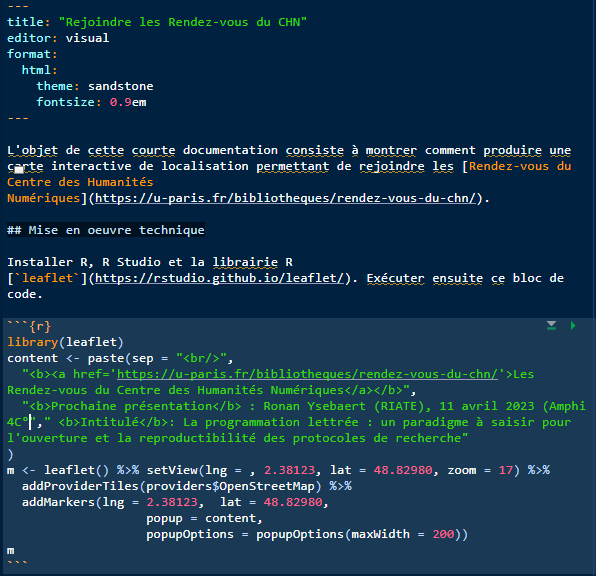 ---
title: "Rejoindre les Rendez-vous du CHN"
editor: visual
format:
  html:
    theme: sandstone
    fontsize: 0.9em
---
L'objet de cette courte documentation consiste à montrer comment produire une
carte interactive de localisation permettant de rejoindre les [Rendez-vous du
Centre des Humanités
Numériques](https://u-paris.fr/bibliotheques/rendez-vous-du-chn/).
## Mise en oeuvre technique
Installer R, R Studio et la librairie R
[`leaflet`](https://rstudio.github.io/leaflet/). Exécuter ensuite ce bloc de
code.
```{r}
library(leaflet)
content <- paste(sep = "<br/>",
  "<b><a href='https://u-paris.fr/bibliotheques/rendez-vous-du-chn/'>Les
Rendez-vous du Centre des Humanités Numériques</a></b>",
  "<b>Prochaine présentation</b> : Ronan Ysebaert (RIATE), 11 avril 2023 (Amphi
4C°"," <b>Intitulé</b>: La programmation lettrée : un paradigme à saisir pour
l'ouverture et la reproductibilité des protocoles de recherche"
)
m <- leaflet() %>% setView(lng = , 2.38123, lat = 48.82980, zoom = 17) %>%
  addProviderTiles(providers$OpenStreetMap) %>%
  addMarkers(lng = 2.38123,  lat = 48.82980,
                  popup = content,
                  popupOptions = popupOptions(maxWidth = 200))
m
```